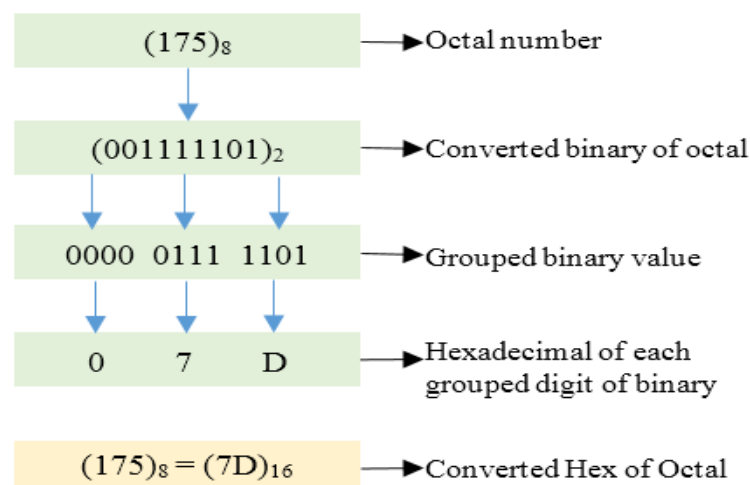 (175)₈ Octal number
(001111101)₂ Converted binary of octal
0000 0111 1101 Grouped binary value
0 7 D Hexadecimal of each
grouped digit of binary
(175)₈ = (7D)₁₆ Converted Hex of Octal